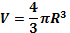 V = 4/3 πR³